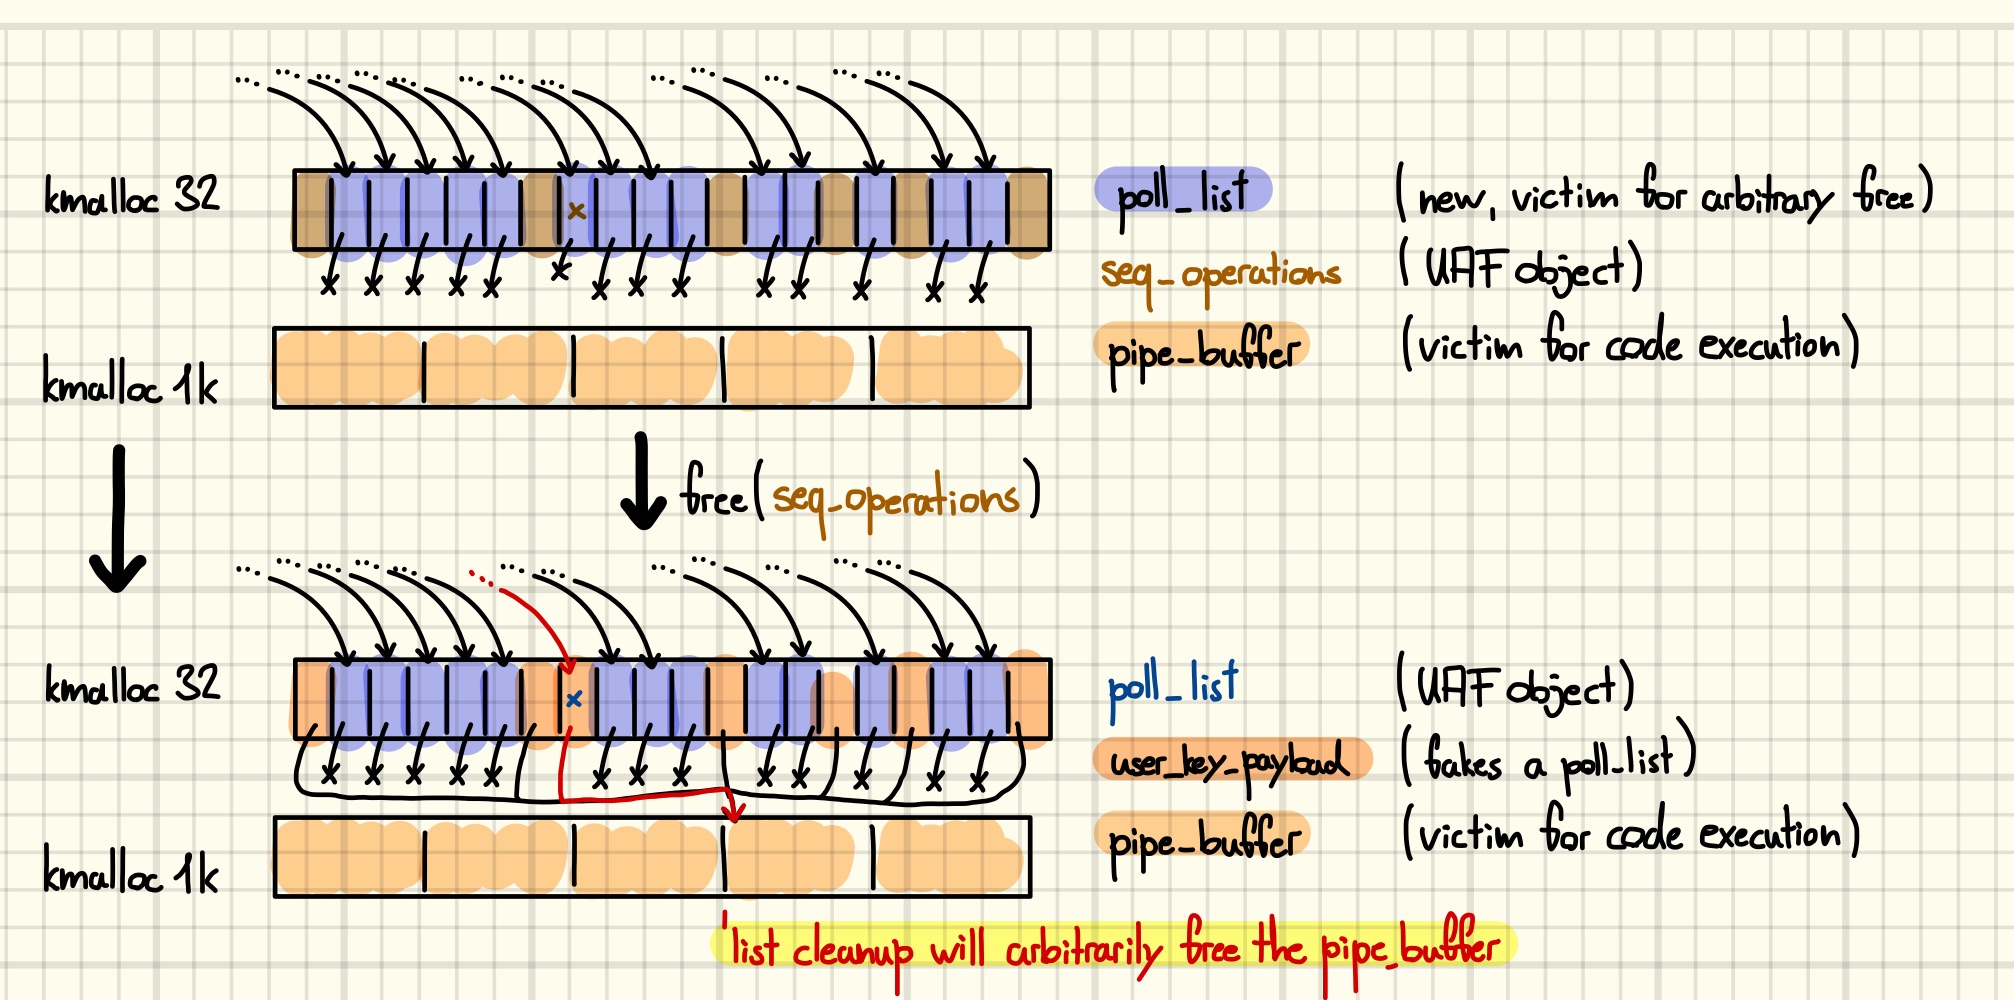 kmalloc 32
poll_list (new, victim for arbitrary free)
seq_operations (UAF object)
pipe_buffer (victim for code execution)
kmalloc 1k
free(seq_operations)
kmalloc 32
poll_list (UAF object)
user_key_payload (fakes a poll_list)
pipe_buffer (victim for code execution)
kmalloc 1k
list cleanup will arbitrarily free the pipe_buffer